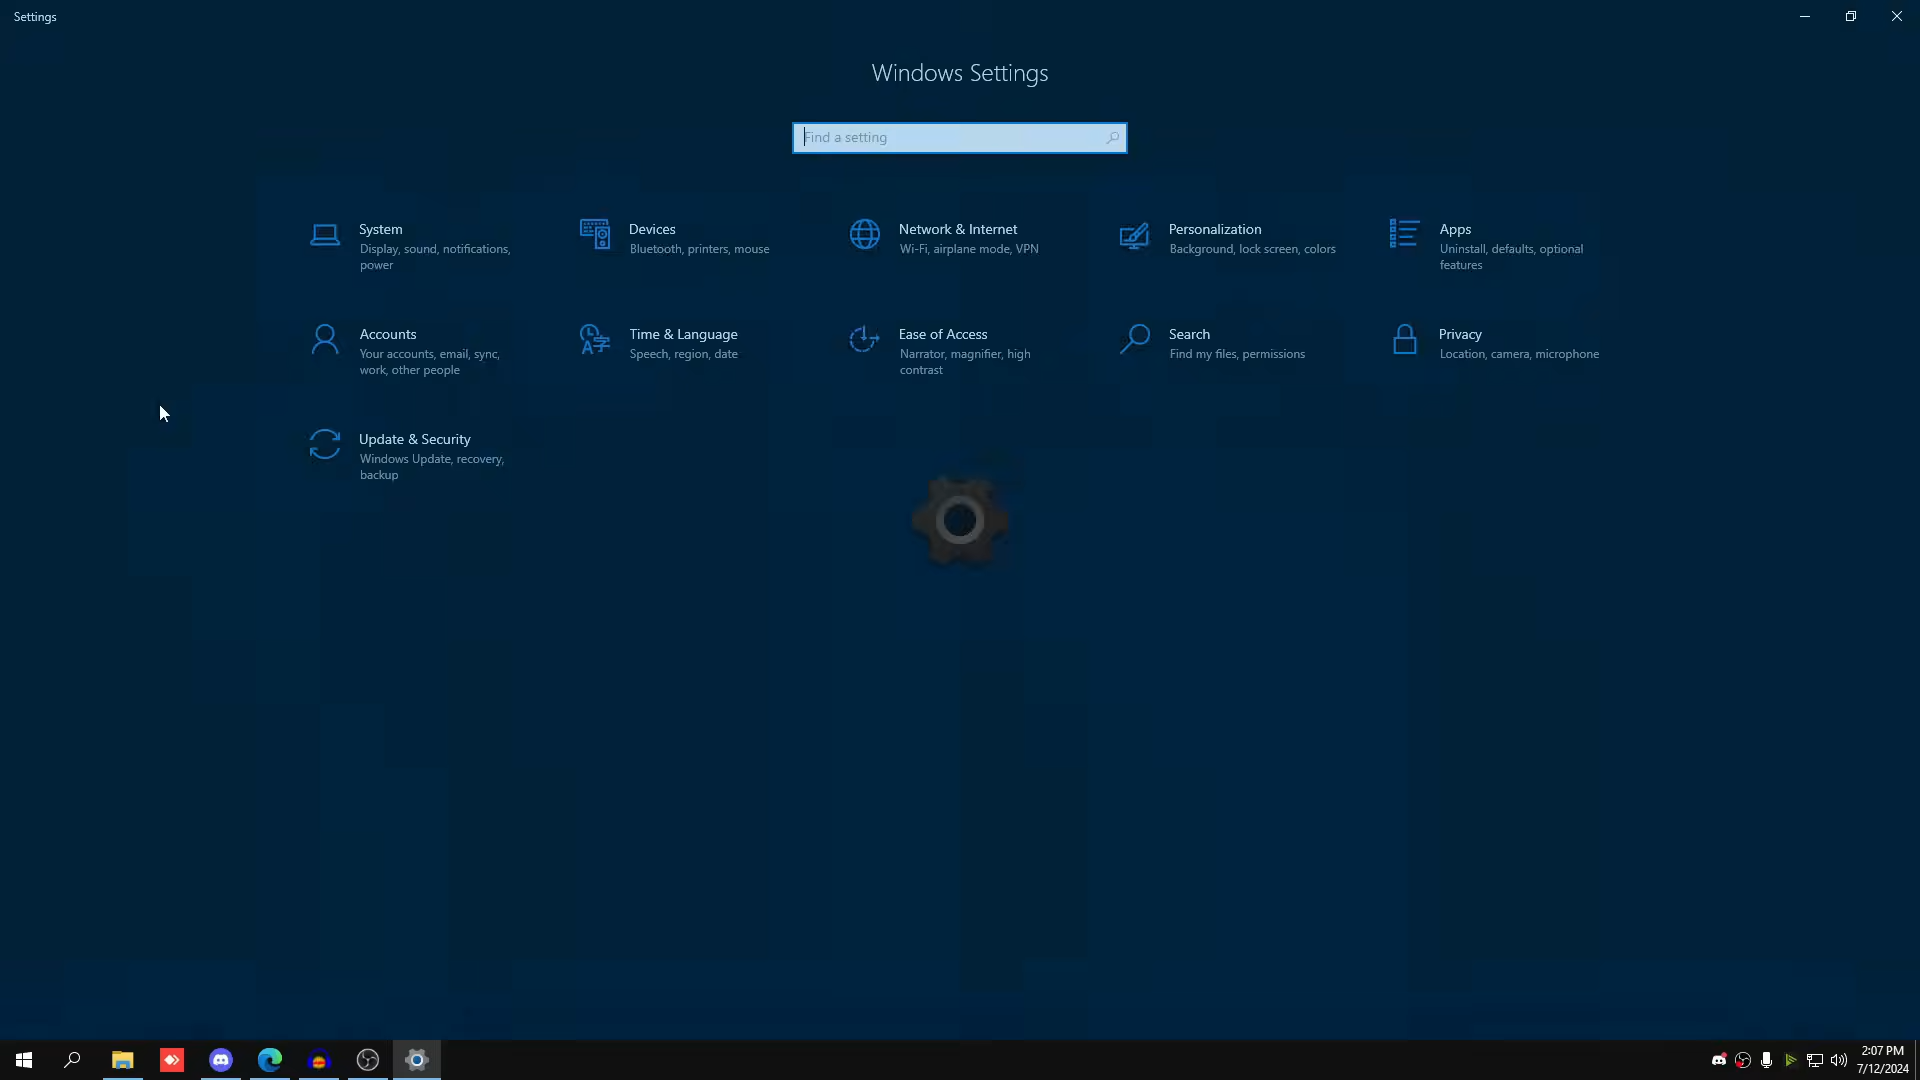 Settings
Windows Settings
Find a setting
System
Display, sound, notifications,
power
Devices
Bluetooth, printers, mouse
Network & Internet
Wi-Fi, airplane mode, VPN
Personalization
Background, lock screen, colors
Apps
Uninstall, defaults, optional
features
Accounts
Your accounts, email, sync,
work, other people
Time & Language
Speech, region, date
Ease of Access
Narrator, magnifier, high
contrast
Search
Find my files, permissions
Privacy
Location, camera, microphone
Update & Security
Windows Update, recovery,
backup
2:07 PM
7/12/2024